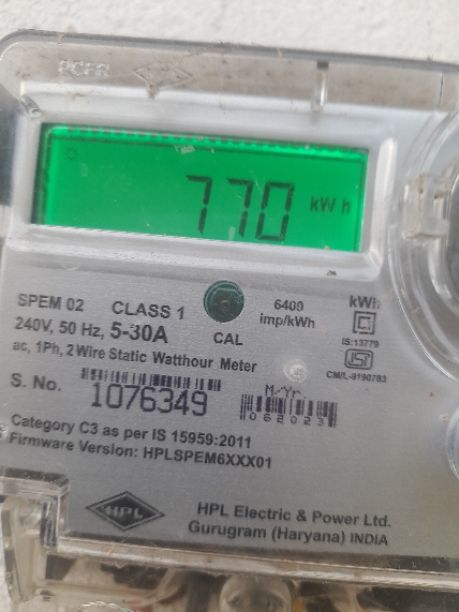 PCER
770 kWh
SPEM 02 CLASS 1 6400 imp/kWh kWh
240V, 50 Hz, 5-30A CAL IS:13779
ac, 1Ph, 2 Wire Static Watthour Meter CM/L-9190783
S. No. 1076349 M/Yr. 062023
Category C3 as per IS 15959:2011
Firmware Version: HPLSPEM6XXX01
HPL HPL Electric & Power Ltd.
Gurugram (Haryana) INDIA